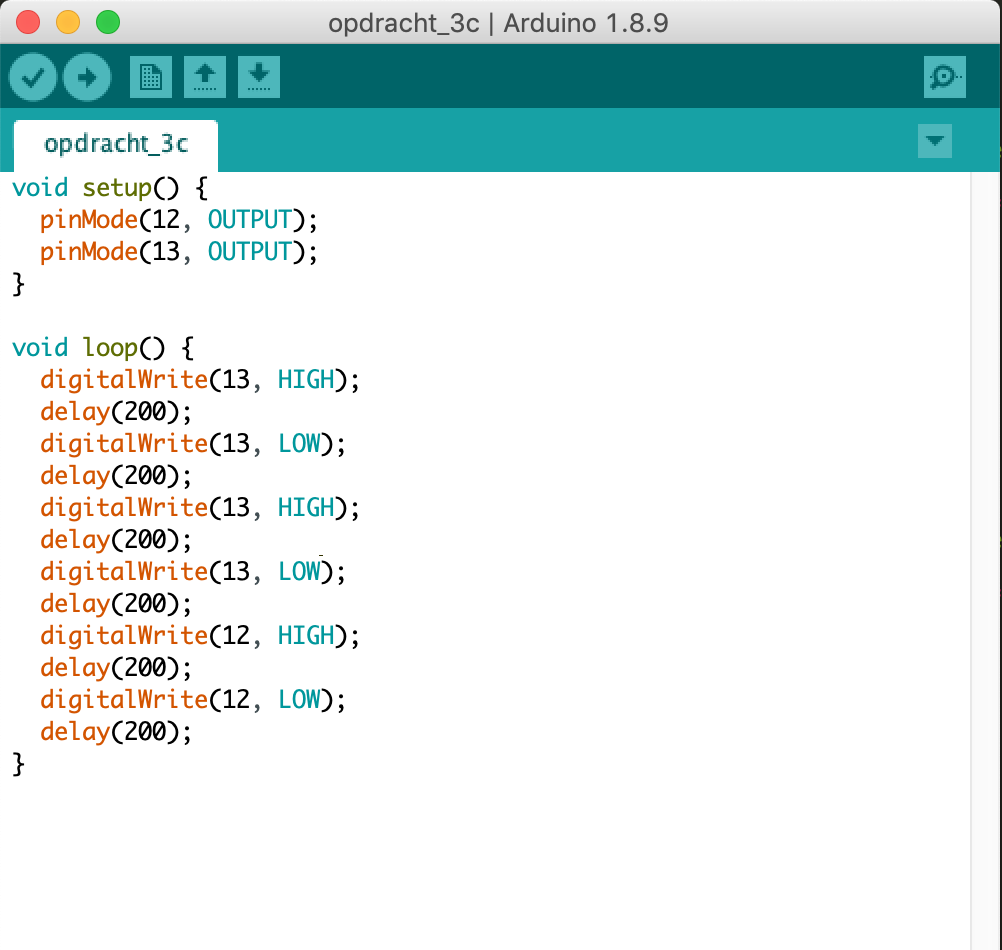 opdracht_3c | Arduino 1.8.9
opdracht_3c
void setup() {
  pinMode(12, OUTPUT);
  pinMode(13, OUTPUT);
}

void loop() {
  digitalWrite(13, HIGH);
  delay(200);
  digitalWrite(13, LOW);
  delay(200);
  digitalWrite(13, HIGH);
  delay(200);
  digitalWrite(13, LOW);
  delay(200);
  digitalWrite(12, HIGH);
  delay(200);
  digitalWrite(12, LOW);
  delay(200);
}